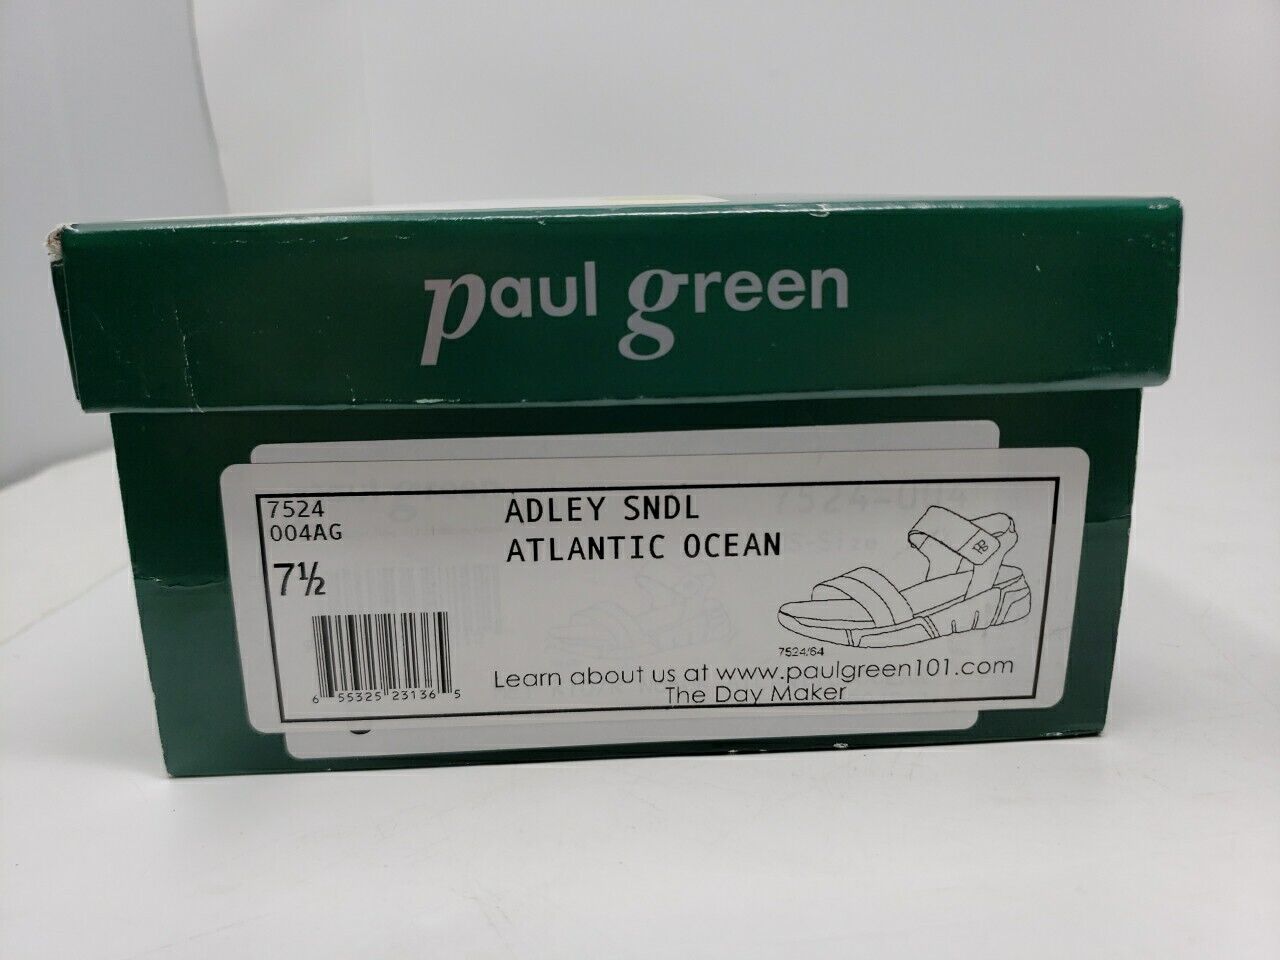 paul green
7524
004AG
ADLEY SNDL
ATLANTIC OCEAN
7½
7524/64
6 55325 23136 5
Learn about us at www.paulgreen101.com
The Day Maker